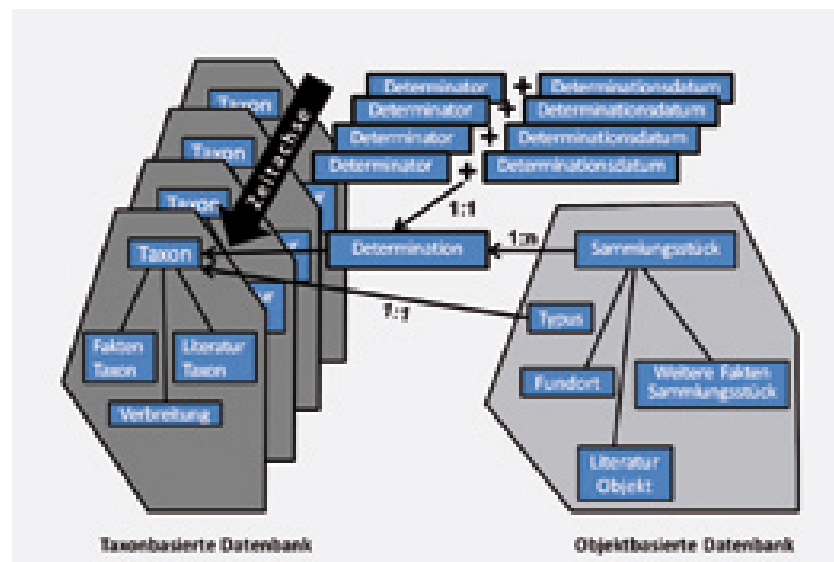 Taxon
Determinator + Determinationsdatum
Taxon
Determinator + Determinationsdatum
Taxon
Determinator + Determinationsdatum
Taxon
Determinator + Determinationsdatum
Zeitachse
1:1
Taxon
Determination
1:n
Sammlungsstück
1:1
Typus
Fakten
Taxon
Literatur
Taxon
Verbreitung
Fundort
Weitere Fakten
Sammlungsstück
Literatur
Objekt
Taxonbasierte Datenbank
Objektbasierte Datenbank